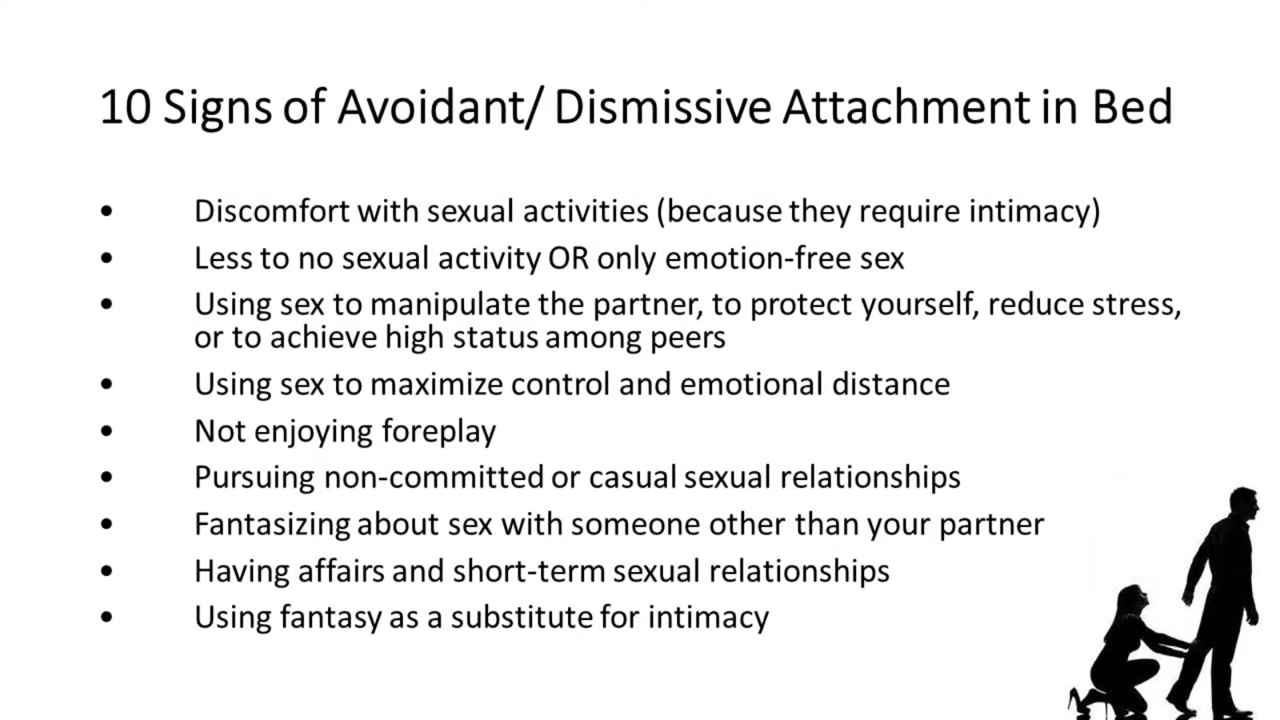 10 Signs of Avoidant/ Dismissive Attachment in Bed
• Discomfort with sexual activities (because they require intimacy)
• Less to no sexual activity OR only emotion-free sex
• Using sex to manipulate the partner, to protect yourself, reduce stress,
or to achieve high status among peers
• Using sex to maximize control and emotional distance
• Not enjoying foreplay
• Pursuing non-committed or casual sexual relationships
• Fantasizing about sex with someone other than your partner
• Having affairs and short-term sexual relationships
• Using fantasy as a substitute for intimacy